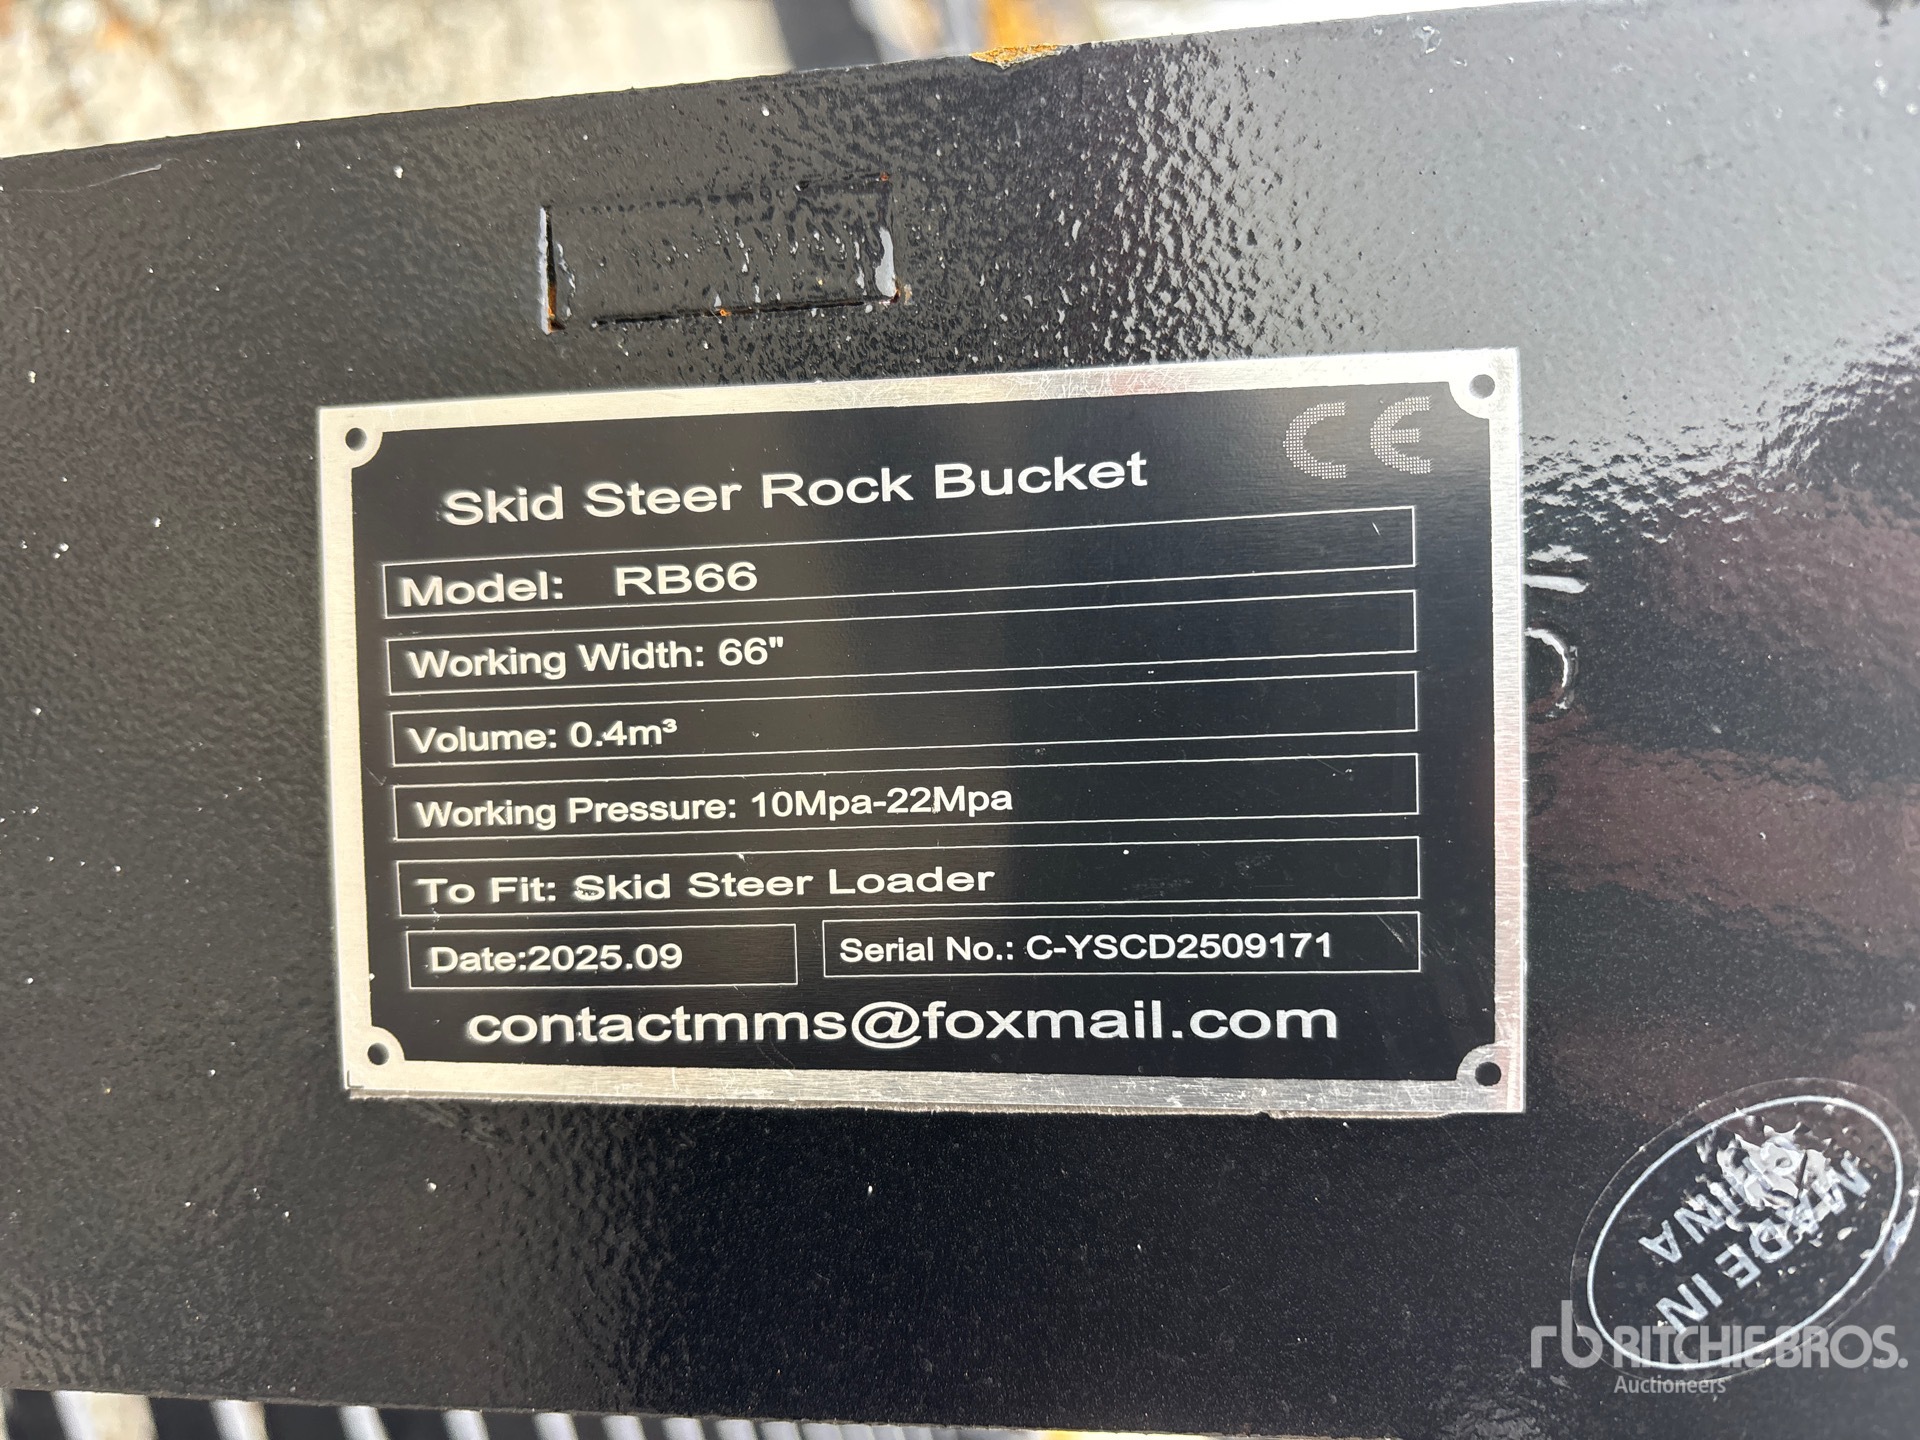 CE
Skid Steer Rock Bucket
Model: RB66
Working Width: 66"
Volume: 0.4m³
Working Pressure: 10Mpa-22Mpa
To Fit: Skid Steer Loader
Date:2025.09
Serial No.: C-YSCD2509171
contactmms@foxmail.com
MADE IN
CHINA
rb RITCHIE BROS.
Auctioneers